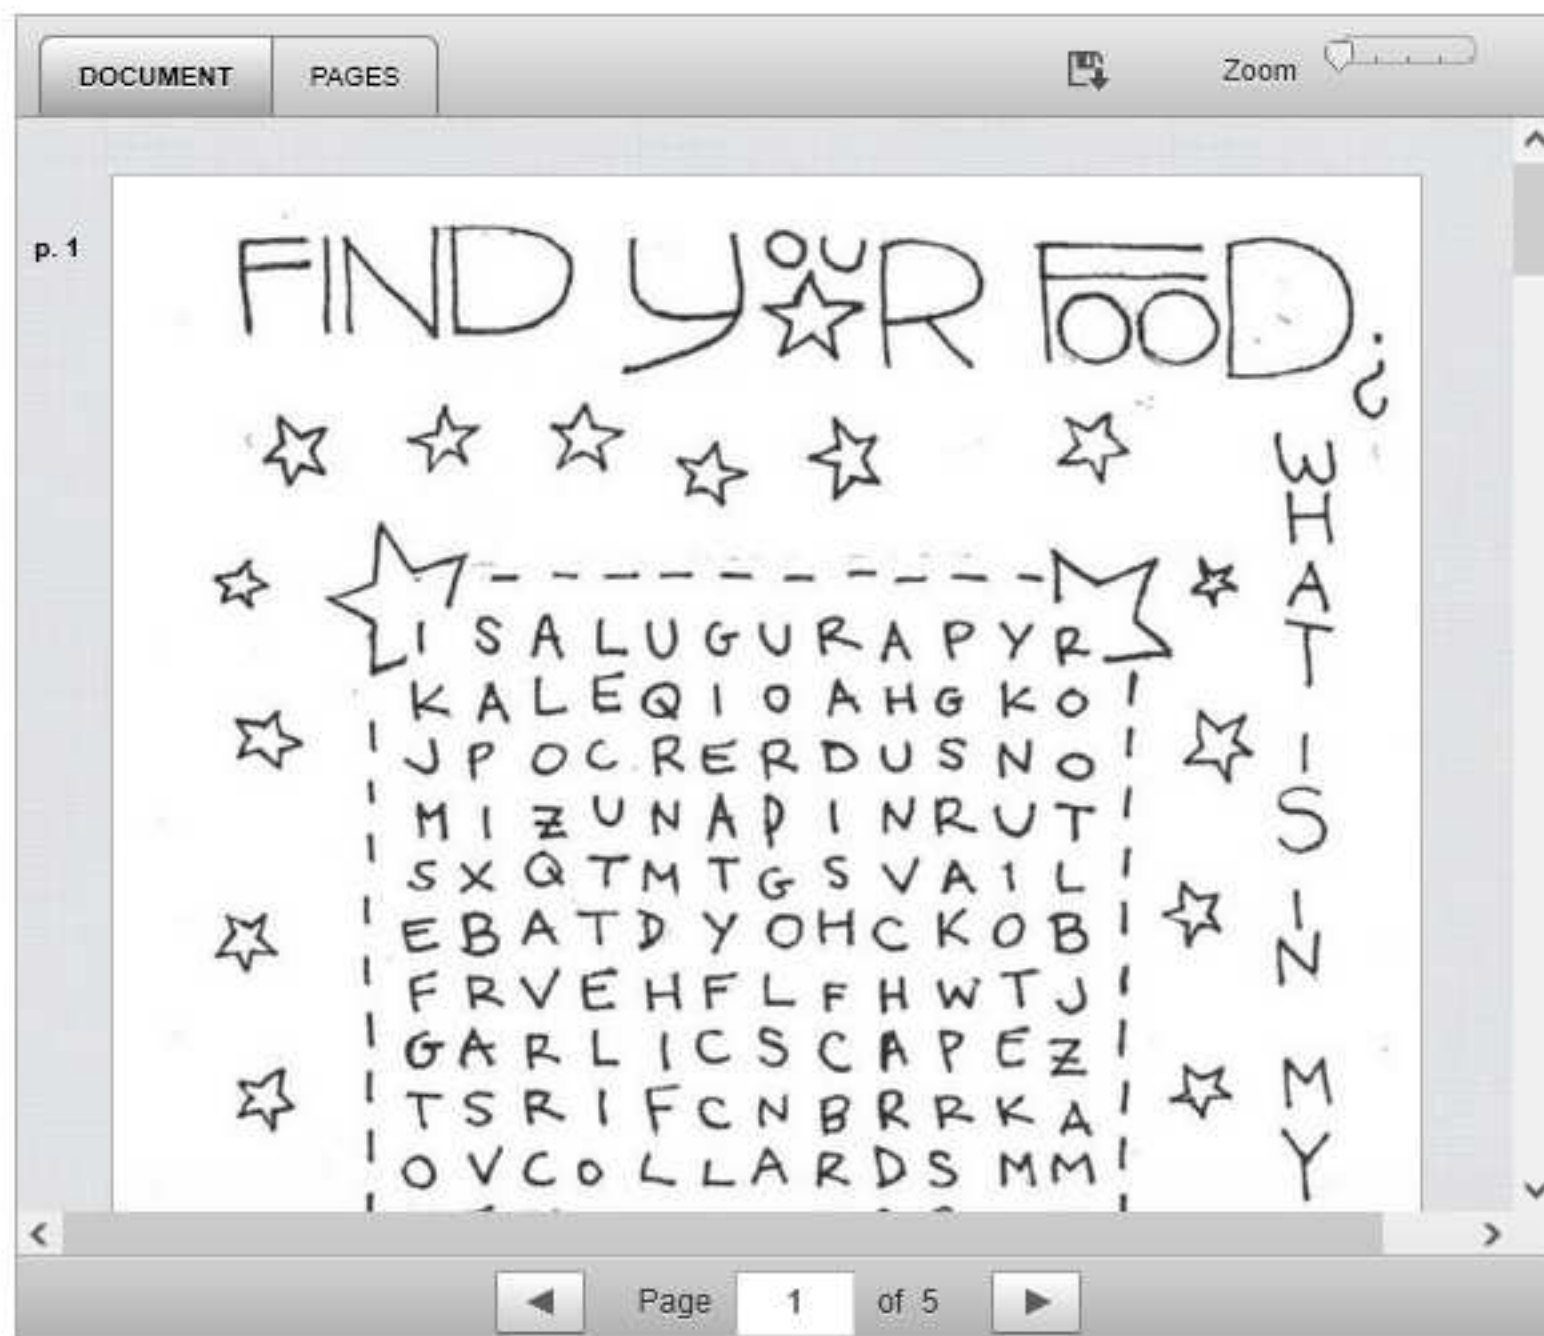 DOCUMENT PAGES Zoom
p. 1
FIND YOUR FOOD
¿WHAT IS IN MY
I S A L U G U R A P Y R
K A L E Q I O A H G K O
J P O C R E R D U S N O
M I Z U N A P I N R U T
S X Q T M T G S V A I L
E B A T D Y O H C K O B
F R V E H F L F H W T J
G A R L I C S C A P E Z
T S R I F C N B R R K A
O V C O L L A R D S M M
Page 1 of 5